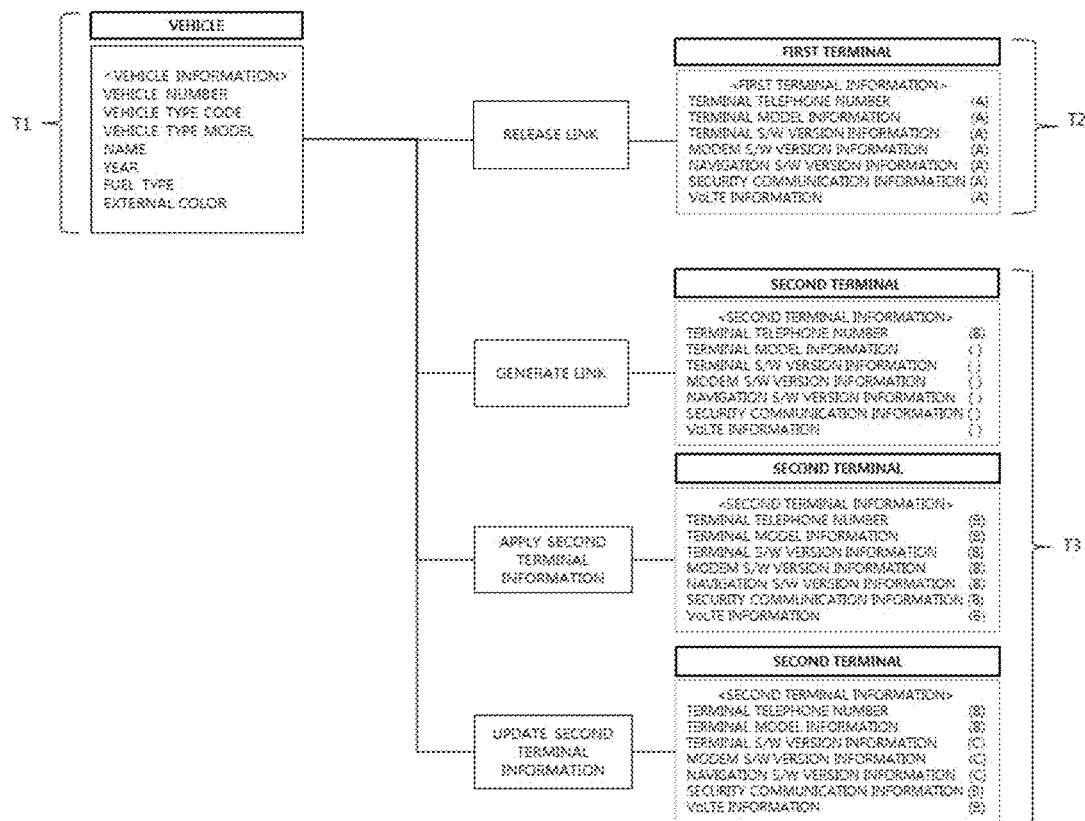 VEHICLE
<VEHICLE INFORMATION>
VEHICLE NUMBER
VEHICLE TYPE CODE
VEHICLE TYPE MODEL
NAME
YEAR
FUEL TYPE
EXTERNAL COLOR
T1
RELEASE LINK
FIRST TERMINAL
<FIRST TERMINAL INFORMATION>
TERMINAL TELEPHONE NUMBER (A)
TERMINAL MODEL INFORMATION (A)
TERMINAL S/W VERSION INFORMATION (A)
MODEM S/W VERSION INFORMATION (A)
NAVIGATION S/W VERSION INFORMATION (A)
SECURITY COMMUNICATION INFORMATION (A)
VoLTE INFORMATION (A)
T2
GENERATE LINK
SECOND TERMINAL
<SECOND TERMINAL INFORMATION>
TERMINAL TELEPHONE NUMBER (B)
TERMINAL MODEL INFORMATION ( )
TERMINAL S/W VERSION INFORMATION ( )
MODEM S/W VERSION INFORMATION ( )
NAVIGATION S/W VERSION INFORMATION ( )
SECURITY COMMUNICATION INFORMATION ( )
VoLTE INFORMATION ( )
APPLY SECOND
TERMINAL
INFORMATION
SECOND TERMINAL
<SECOND TERMINAL INFORMATION>
TERMINAL TELEPHONE NUMBER (B)
TERMINAL MODEL INFORMATION (B)
TERMINAL S/W VERSION INFORMATION (B)
MODEM S/W VERSION INFORMATION (B)
NAVIGATION S/W VERSION INFORMATION (B)
SECURITY COMMUNICATION INFORMATION (B)
VoLTE INFORMATION (B)
T3
UPDATE SECOND
TERMINAL
INFORMATION
SECOND TERMINAL
<SECOND TERMINAL INFORMATION>
TERMINAL TELEPHONE NUMBER (B)
TERMINAL MODEL INFORMATION (B)
TERMINAL S/W VERSION INFORMATION (C)
MODEM S/W VERSION INFORMATION (C)
NAVIGATION S/W VERSION INFORMATION (C)
SECURITY COMMUNICATION INFORMATION (B)
VoLTE INFORMATION (B)